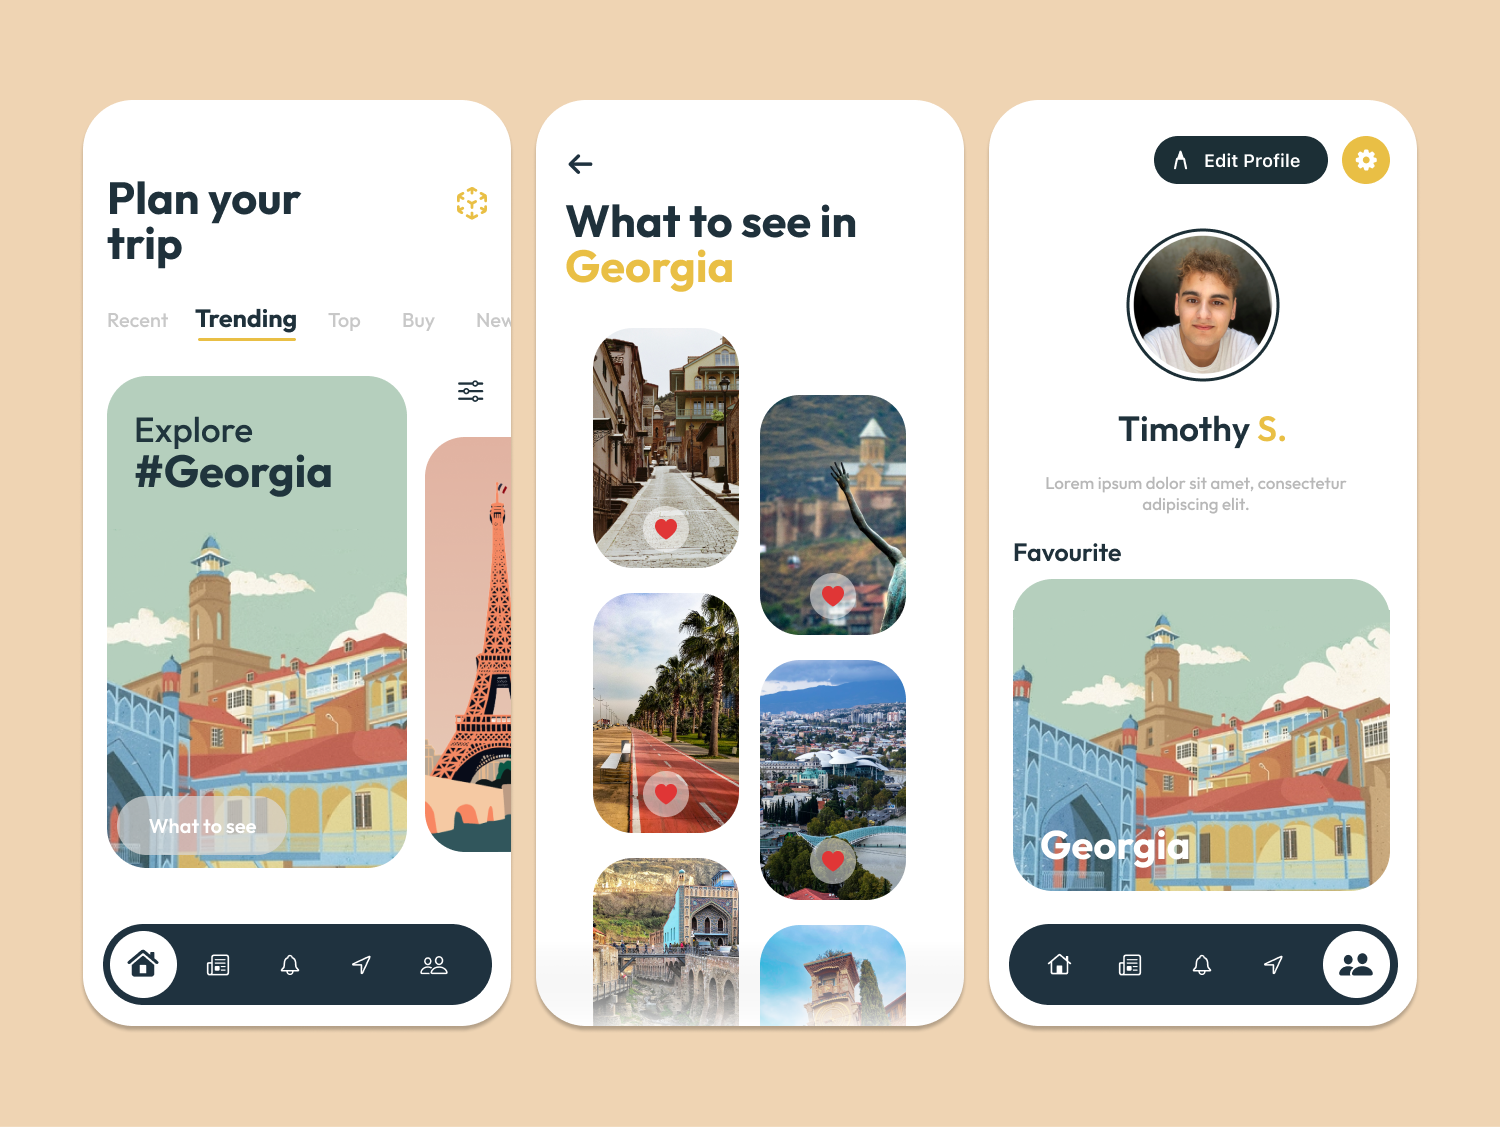 Plan your
trip
Recent Trending Top Buy New
Explore
#Georgia
What to see
What to see in
Georgia
Edit Profile
Timothy S.
Lorem ipsum dolor sit amet, consectetur
adipiscing elit.
Favourite
Georgia